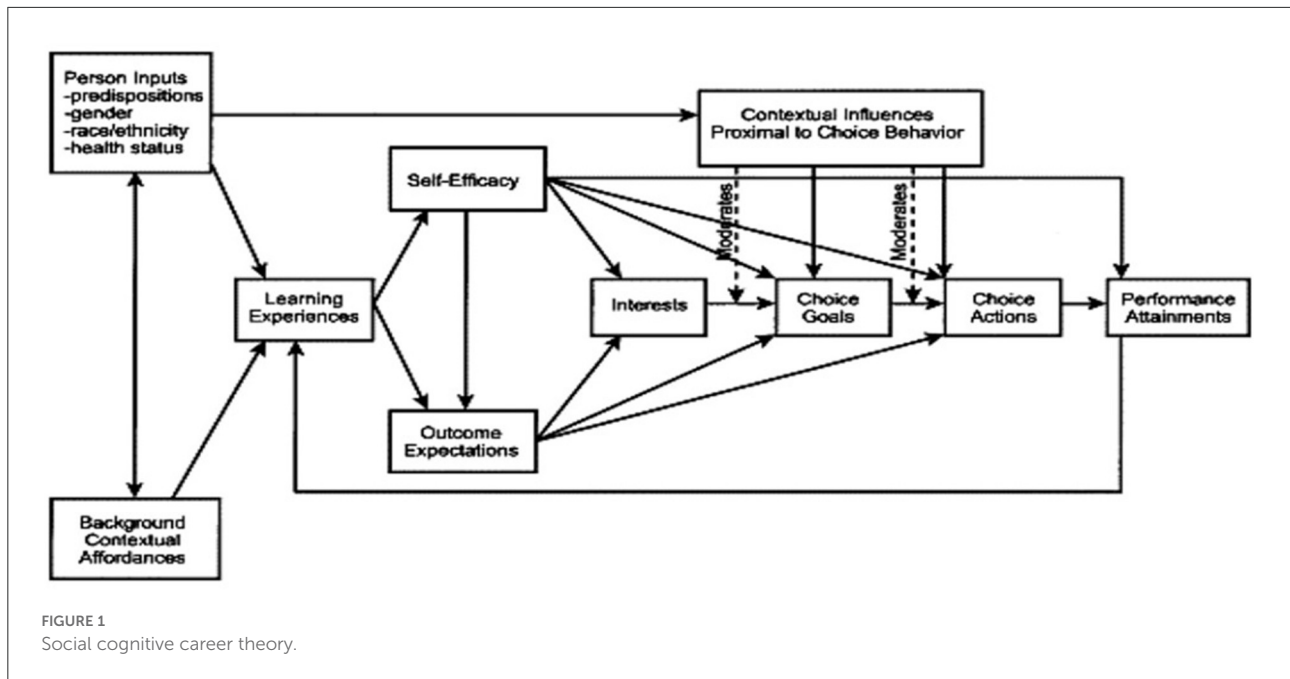 Person Inputs
-predispositions
-gender
-race/ethnicity
-health status
Contextual Influences
Proximal to Choice Behavior
Self-Efficacy
Moderates
Moderates
Learning
Experiences
Interests
Choice
Goals
Choice
Actions
Performance
Attainments
Outcome
Expectations
Background
Contextual
Affordances
FIGURE 1
Social cognitive career theory.